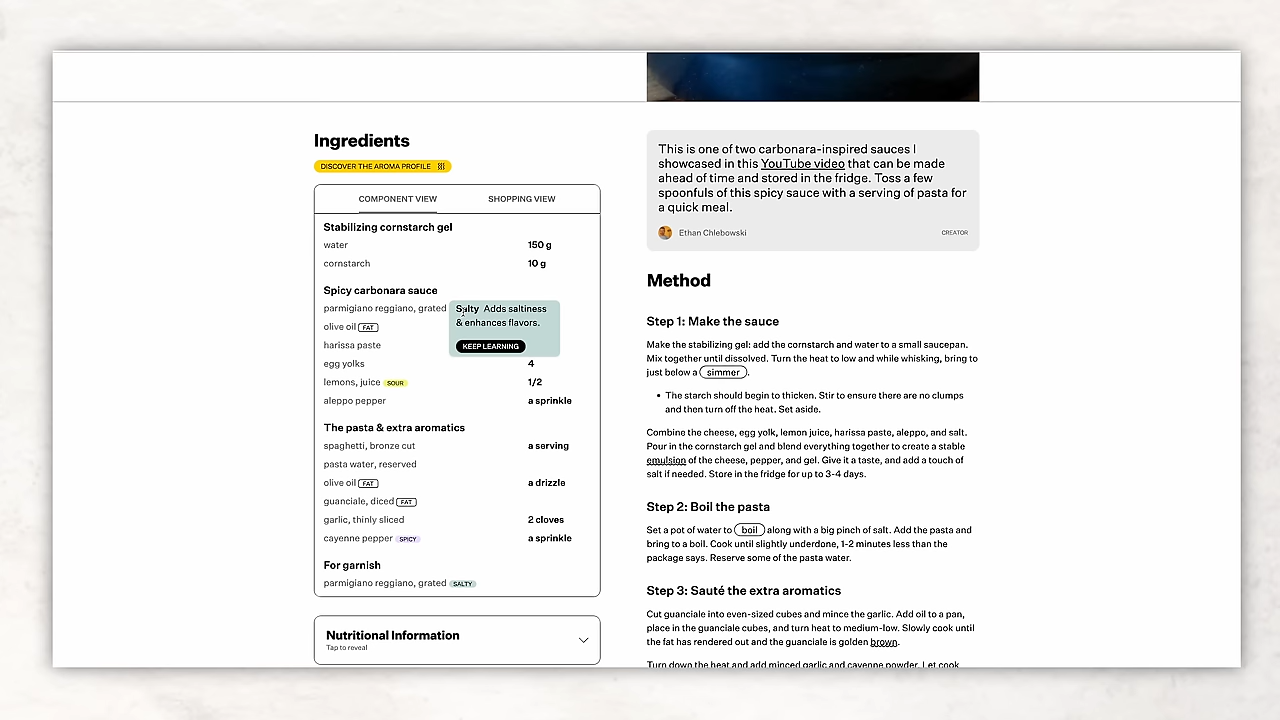 Ingredients
DISCOVER THE AROMA PROFILE
COMPONENT VIEW SHOPPING VIEW
Stabilizing cornstarch gel
water 150 g
cornstarch 10 g
Spicy carbonara sauce
parmigiano reggiano, grated
Salty Adds saltiness
& enhances flavors.
KEEP LEARNING
olive oil FAT
harissa paste
egg yolks 4
lemons, juice SOUR 1/2
aleppo pepper a sprinkle
The pasta & extra aromatics
spaghetti, bronze cut a serving
pasta water, reserved
olive oil FAT a drizzle
guanciale, diced FAT
garlic, thinly sliced 2 cloves
cayenne pepper SPICY a sprinkle
For garnish
parmigiano reggiano, grated SALTY
Nutritional Information
Tap to reveal
This is one of two carbonara-inspired sauces I
showcased in this YouTube video that can be made
ahead of time and stored in the fridge. Toss a few
spoonfuls of this spicy sauce with a serving of pasta for
a quick meal.
Ethan Chlebowski CREATOR
Method
Step 1: Make the sauce
Make the stabilizing gel: add the cornstarch and water to a small saucepan.
Mix together until dissolved. Turn the heat to low and while whisking, bring to
just below a simmer.
• The starch should begin to thicken. Stir to ensure there are no clumps
and then turn off the heat. Set aside.
Combine the cheese, egg yolk, lemon juice, harissa paste, aleppo, and salt.
Pour in the cornstarch gel and blend everything together to create a stable
emulsion of the cheese, pepper, and gel. Give it a taste, and add a touch of
salt if needed. Store in the fridge for up to 3-4 days.
Step 2: Boil the pasta
Set a pot of water to boil along with a big pinch of salt. Add the pasta and
bring to a boil. Cook until slightly underdone, 1-2 minutes less than the
package says. Reserve some of the pasta water.
Step 3: Sauté the extra aromatics
Cut guanciale into even-sized cubes and mince the garlic. Add oil to a pan,
place in the guanciale cubes, and turn heat to medium-low. Slowly cook until
the fat has rendered out and the guanciale is golden brown.
Turn down the heat and add minced garlic and cayenne powder. Let cook